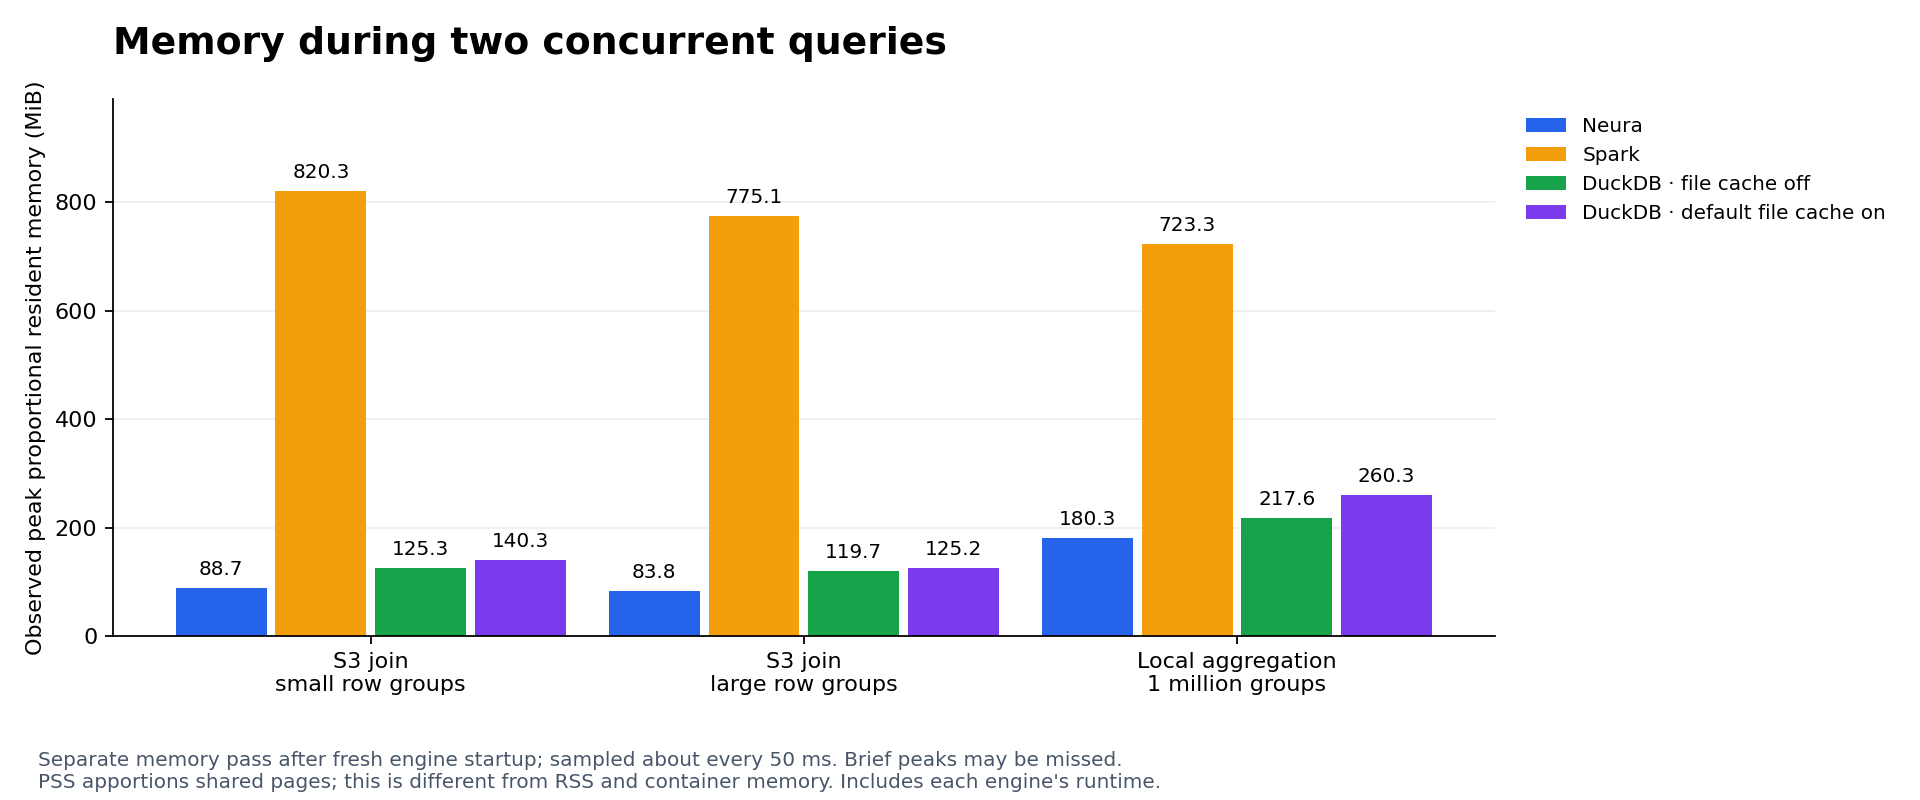 Memory during two concurrent queries
Observed peak proportional resident memory (MiB)
800
600
400
200
0
820.3
775.1
723.3
88.7
125.3
140.3
83.8
119.7
125.2
180.3
217.6
260.3
S3 join
small row groups
S3 join
large row groups
Local aggregation
1 million groups
Neura
Spark
DuckDB · file cache off
DuckDB · default file cache on
Separate memory pass after fresh engine startup; sampled about every 50 ms. Brief peaks may be missed.
PSS apportions shared pages; this is different from RSS and container memory. Includes each engine's runtime.